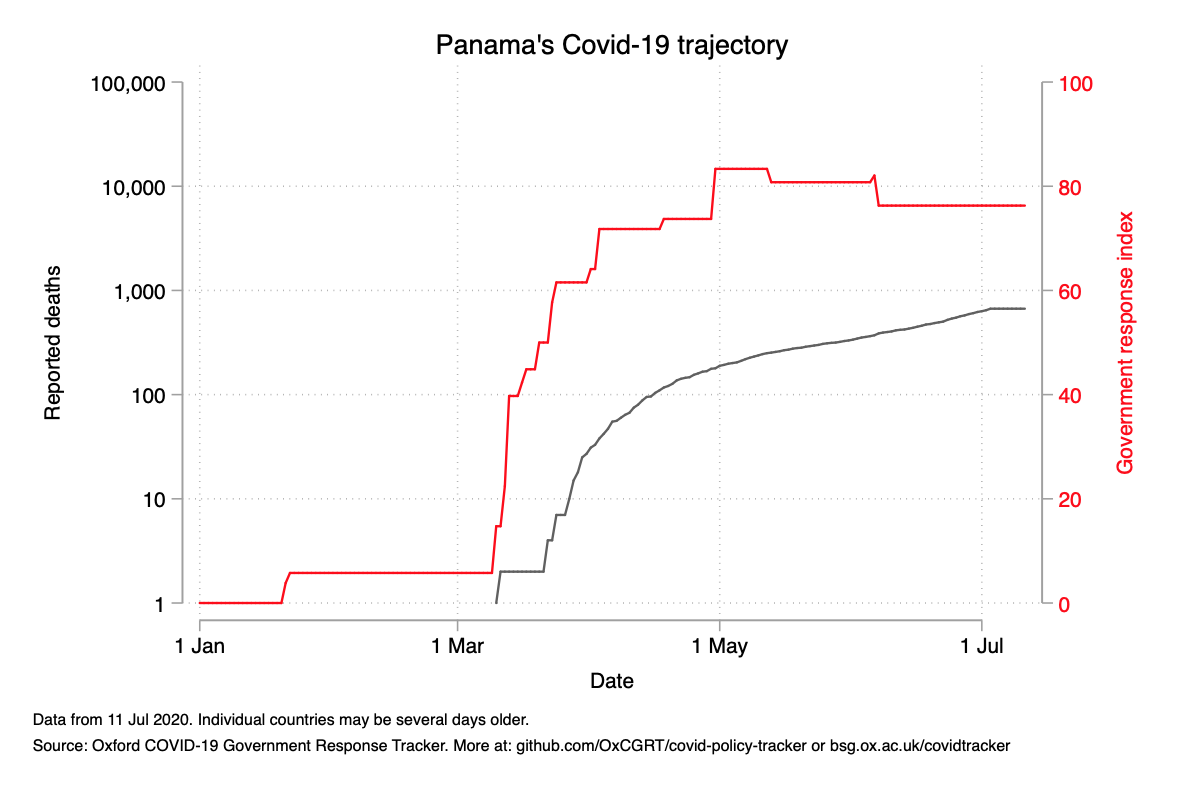 Panama's Covid-19 trajectory
100,000
10,000
1,000
100
10
1
Reported deaths
100
80
60
40
20
0
Government response index
1 Jan
1 Mar
1 May
1 Jul
Date
Data from 11 Jul 2020. Individual countries may be several days older.
Source: Oxford COVID-19 Government Response Tracker. More at: github.com/OxCGRT/covid-policy-tracker or bsg.ox.ac.uk/covidtracker